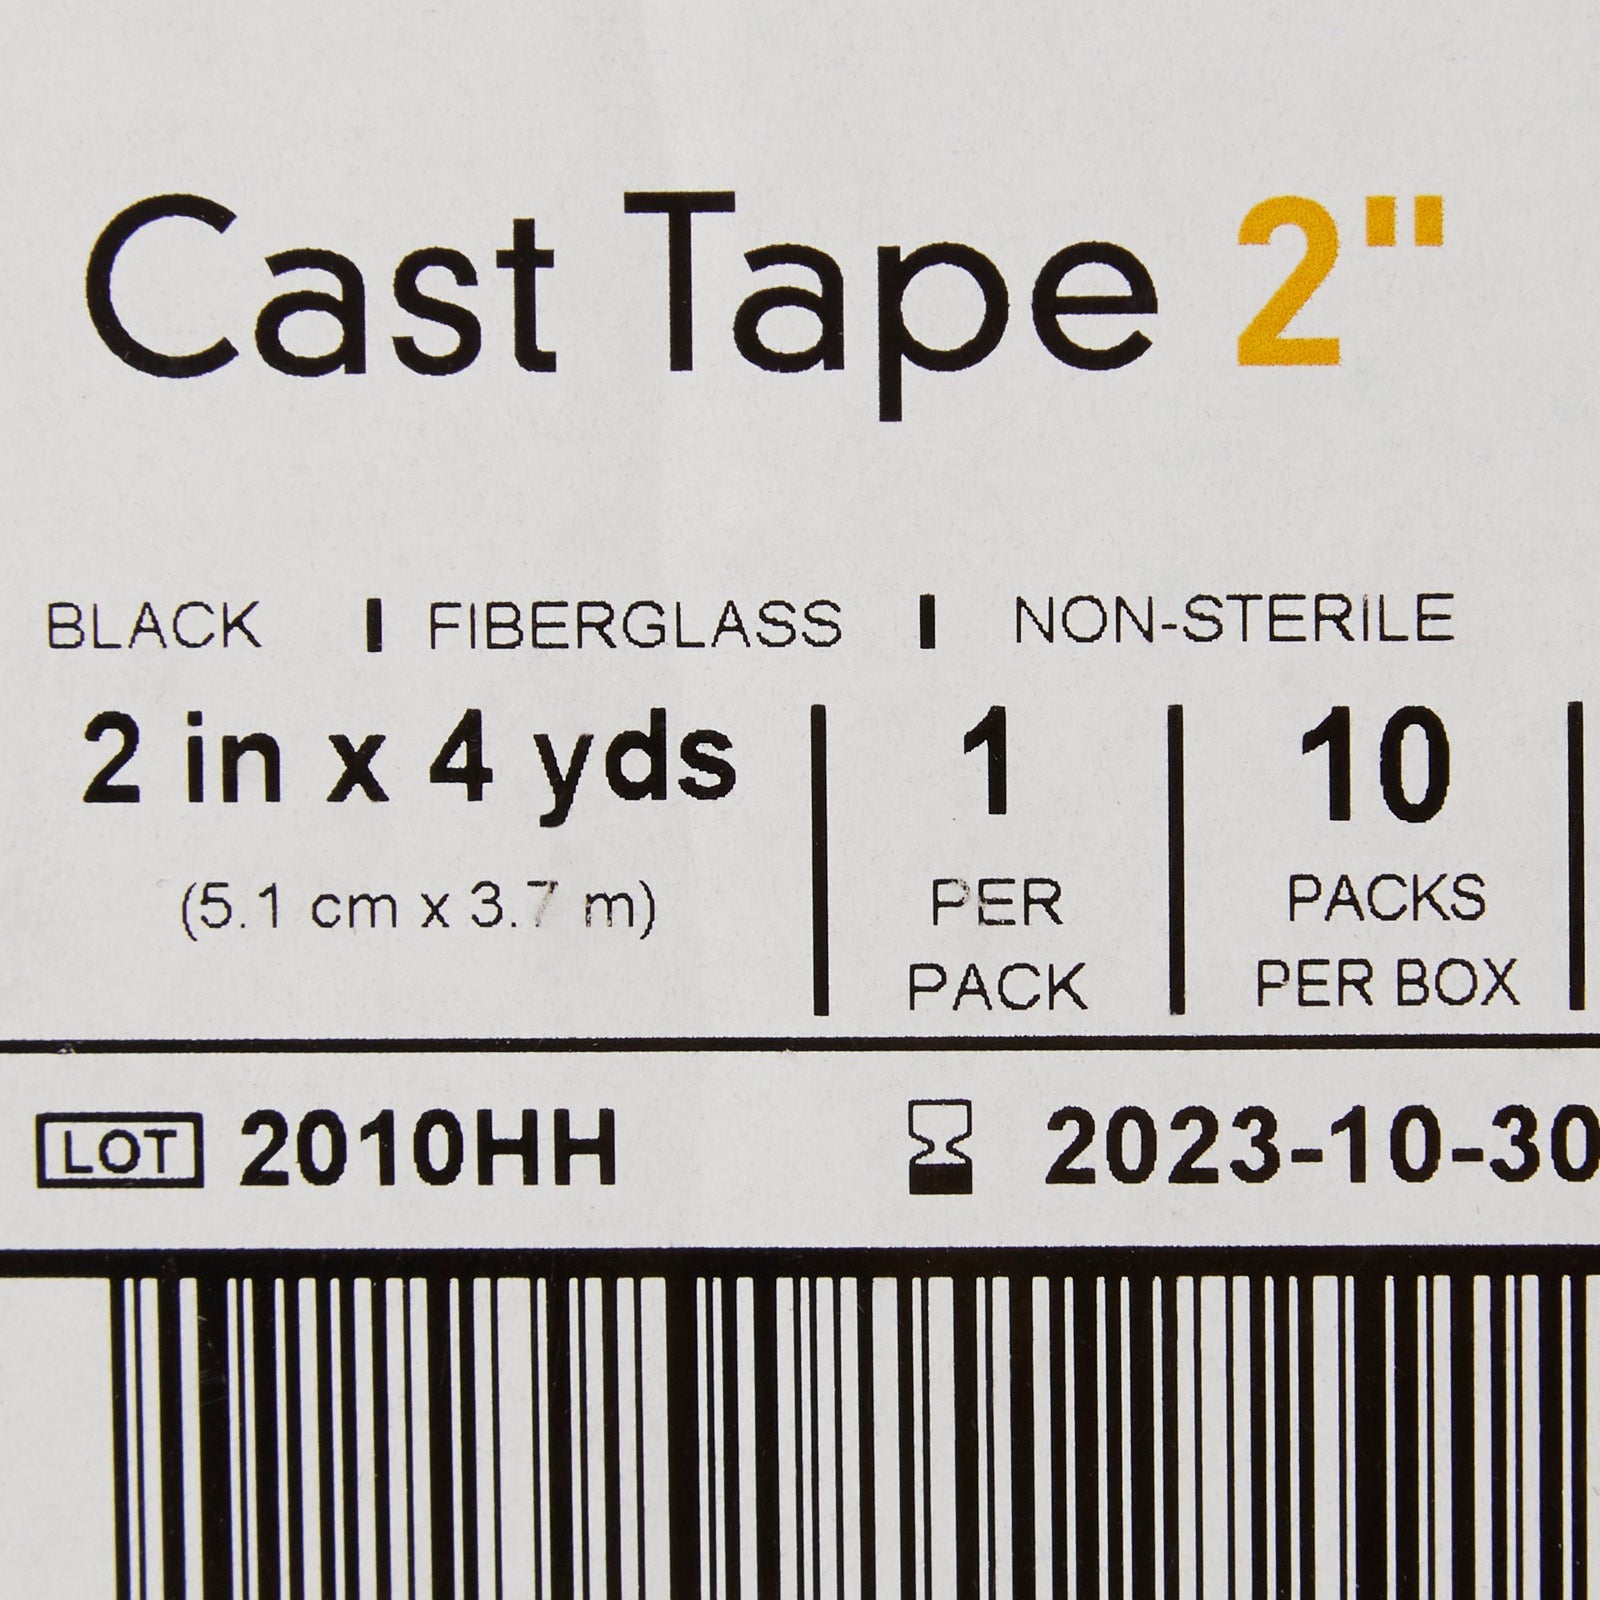 Cast Tape 2"
BLACK | FIBERGLASS | NON-STERILE
2 in x 4 yds
(5.1 cm x 3.7 m)
1
PER
PACK
10
PACKS
PER BOX
LOT 2010HH
2023-10-30